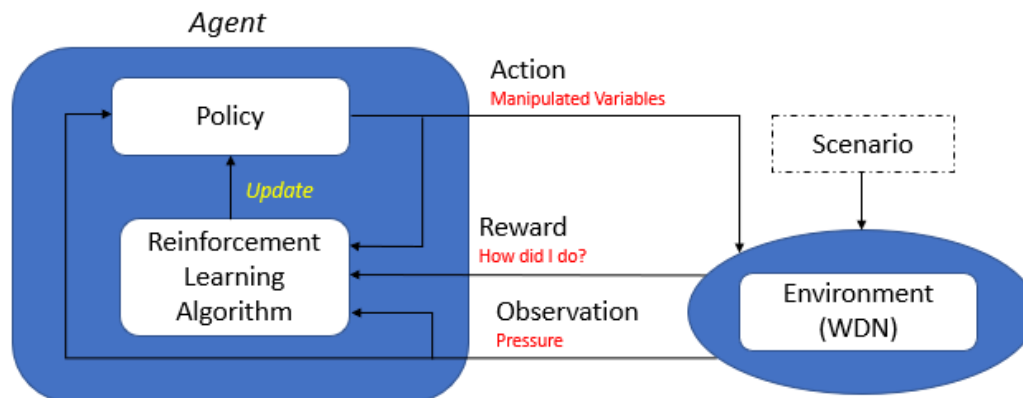 Agent
Policy
Update
Reinforcement
Learning
Algorithm
Action
Manipulated Variables
Reward
How did I do?
Observation
Pressure
Scenario
Environment
(WDN)